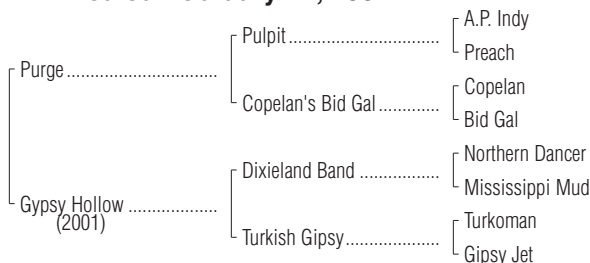 Purge
Gypsy Hollow
(2001)
Pulpit
Copelan's Bid Gal
Dixieland Band
Turkish Gipsy
A.P. Indy
Preach
Copelan
Bid Gal
Northern Dancer
Mississippi Mud
Turkoman
Gipsy Jet